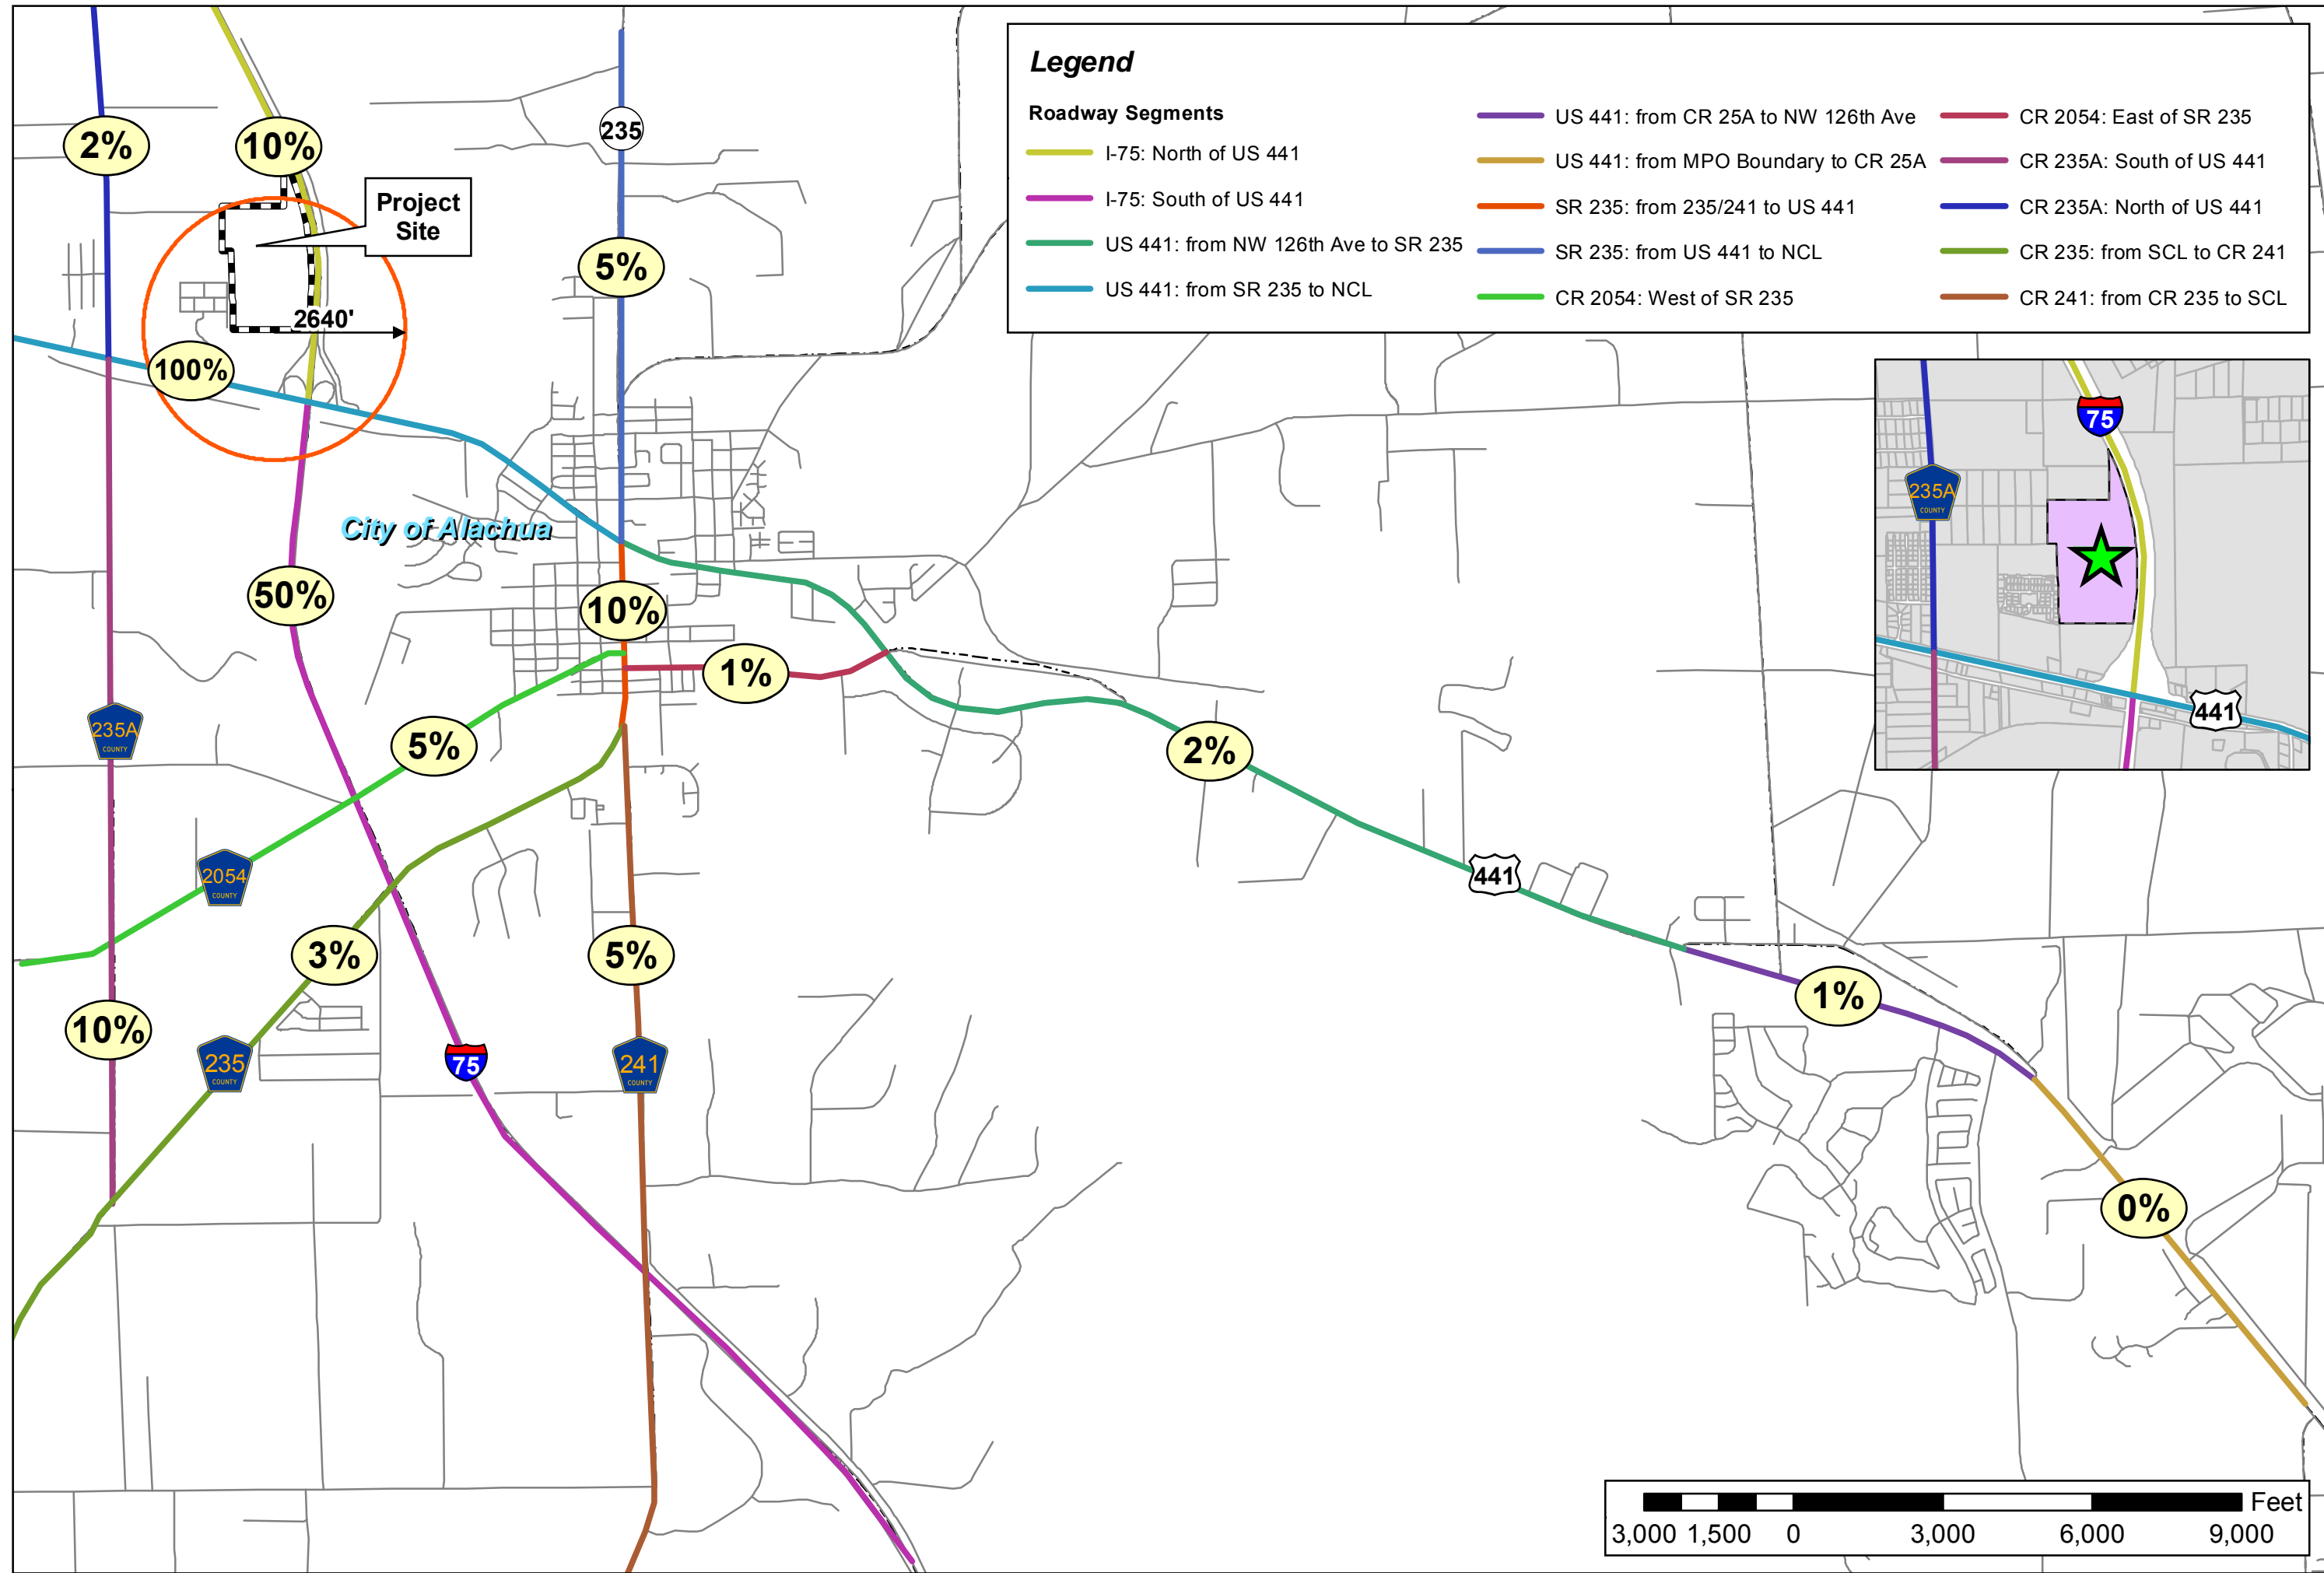 Legend
Roadway Segments
I-75: North of US 441
I-75: South of US 441
US 441: from NW 126th Ave to SR 235
US 441: from SR 235 to NCL
US 441: from CR 25A to NW 126th Ave
US 441: from MPO Boundary to CR 25A
SR 235: from 235/241 to US 441
SR 235: from US 441 to NCL
CR 2054: West of SR 235
CR 2054: East of SR 235
CR 235A: South of US 441
CR 235A: North of US 441
CR 235: from SCL to CR 241
CR 241: from CR 235 to SCL
2%
10%
235
Project
Site
5%
2640'
100%
75
235A
COUNTY
441
City of Alachua
50%
10%
1%
235A
COUNTY
5%
2%
2054
COUNTY
441
3%
5%
1%
10%
235
COUNTY
75
241
COUNTY
0%
Feet
3,000 1,500 0 3,000 6,000 9,000